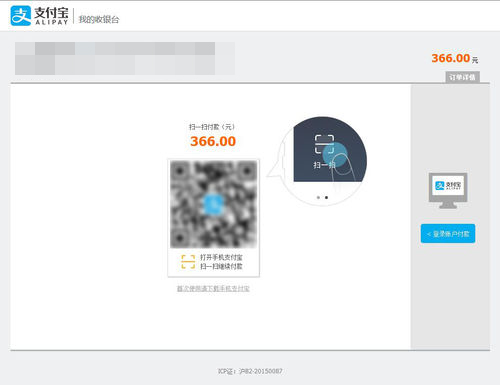 支付宝
ALIPAY
我的收银台
366.00 元
订单详情
扫一扫付款（元）
366.00
扫一扫
打开手机支付宝
扫一扫继续付款
首次使用请下载手机支付宝
支付宝
ALIPAY
< 登录账户付款
ICP证：沪B2-20150087